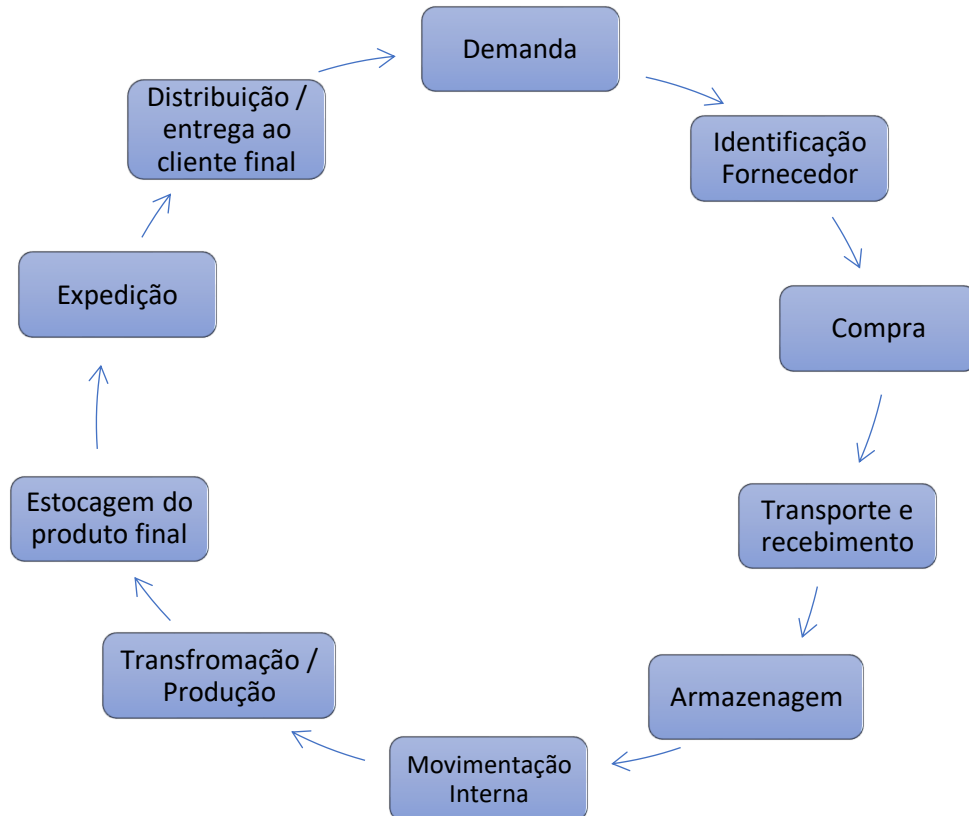 Demanda
Identificação
Fornecedor
Compra
Transporte e
recebimento
Armazenagem
Movimentação
Interna
Transfromação /
Produção
Estocagem do
produto final
Expedição
Distribuição /
entrega ao
cliente final